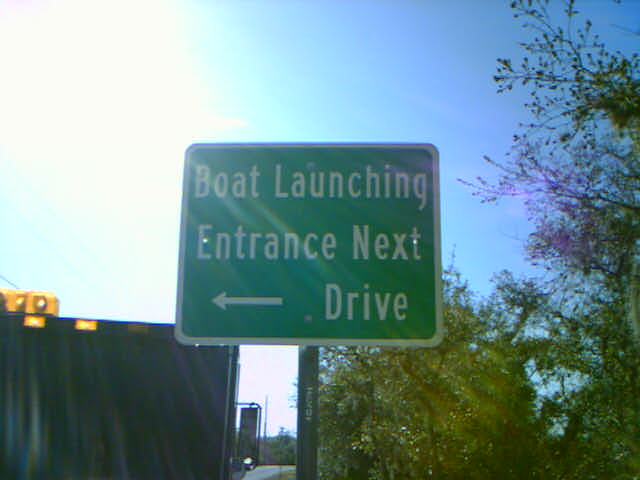 Boat Launching
Entrance Next
Drive